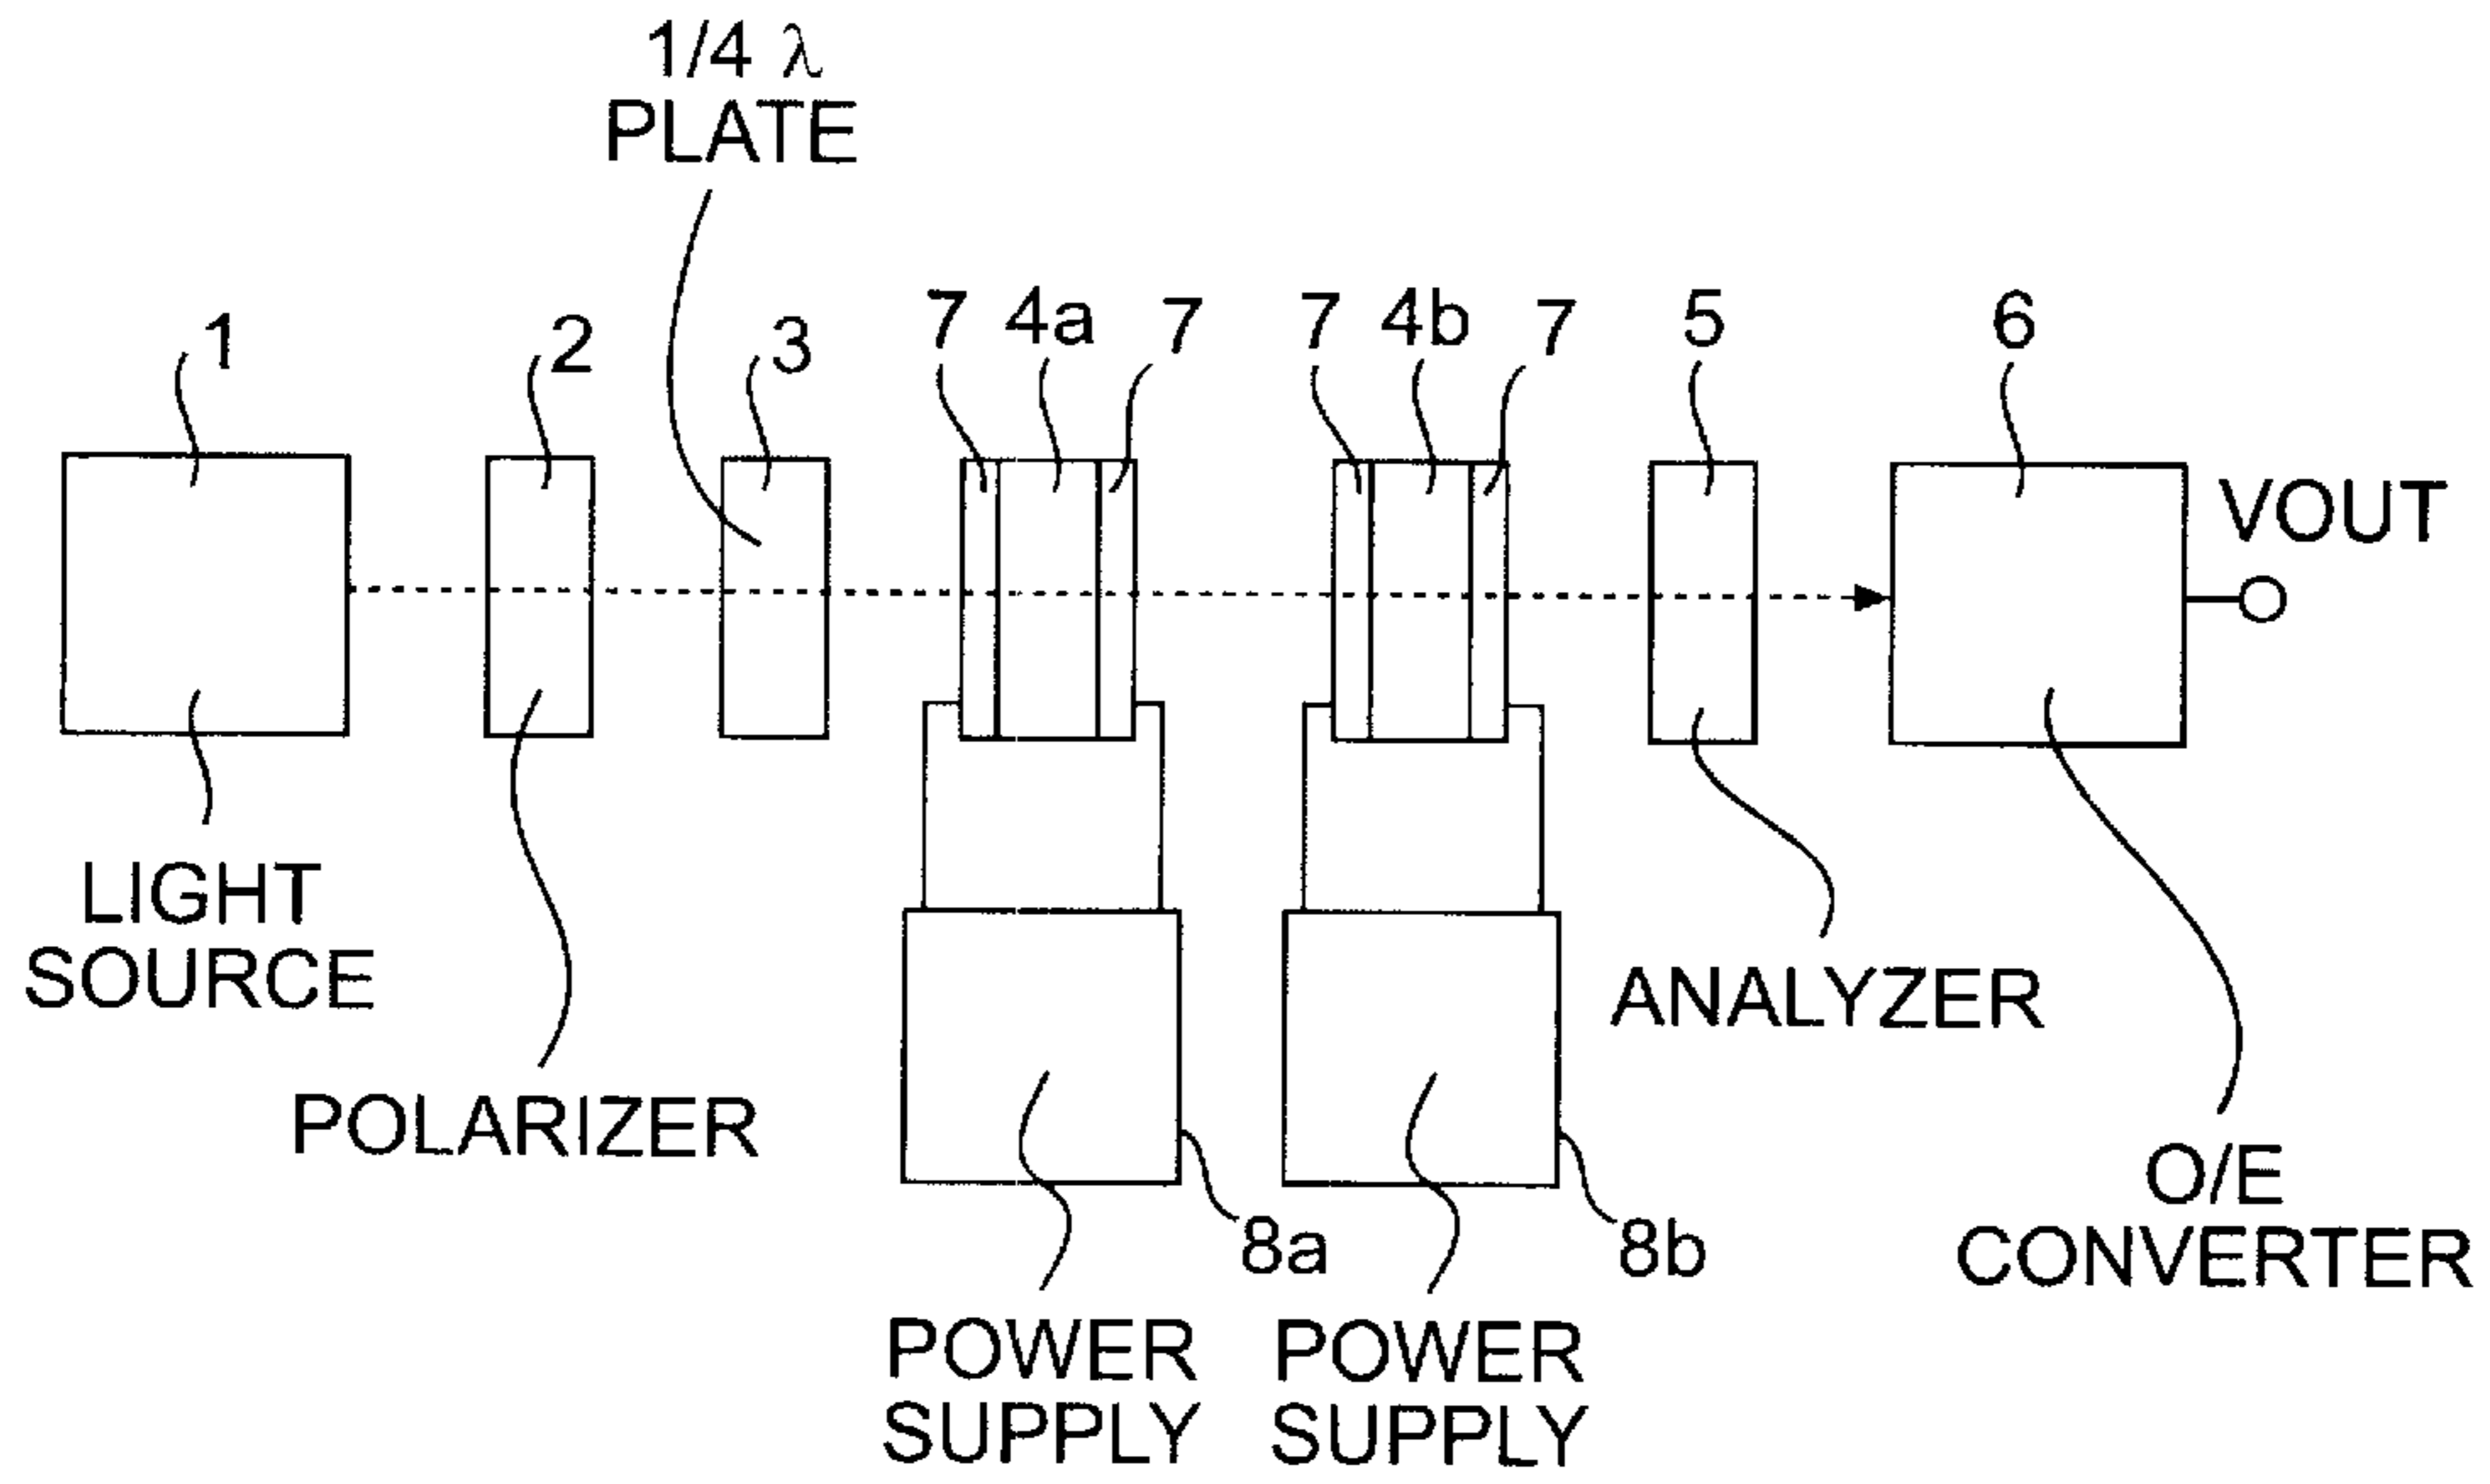 1/4 λ
PLATE
1
2
3
7
4a
7
7
4b
7
5
6
VOUT
LIGHT
SOURCE
POLARIZER
ANALYZER
O/E
CONVERTER
8a
8b
POWER
SUPPLY
POWER
SUPPLY